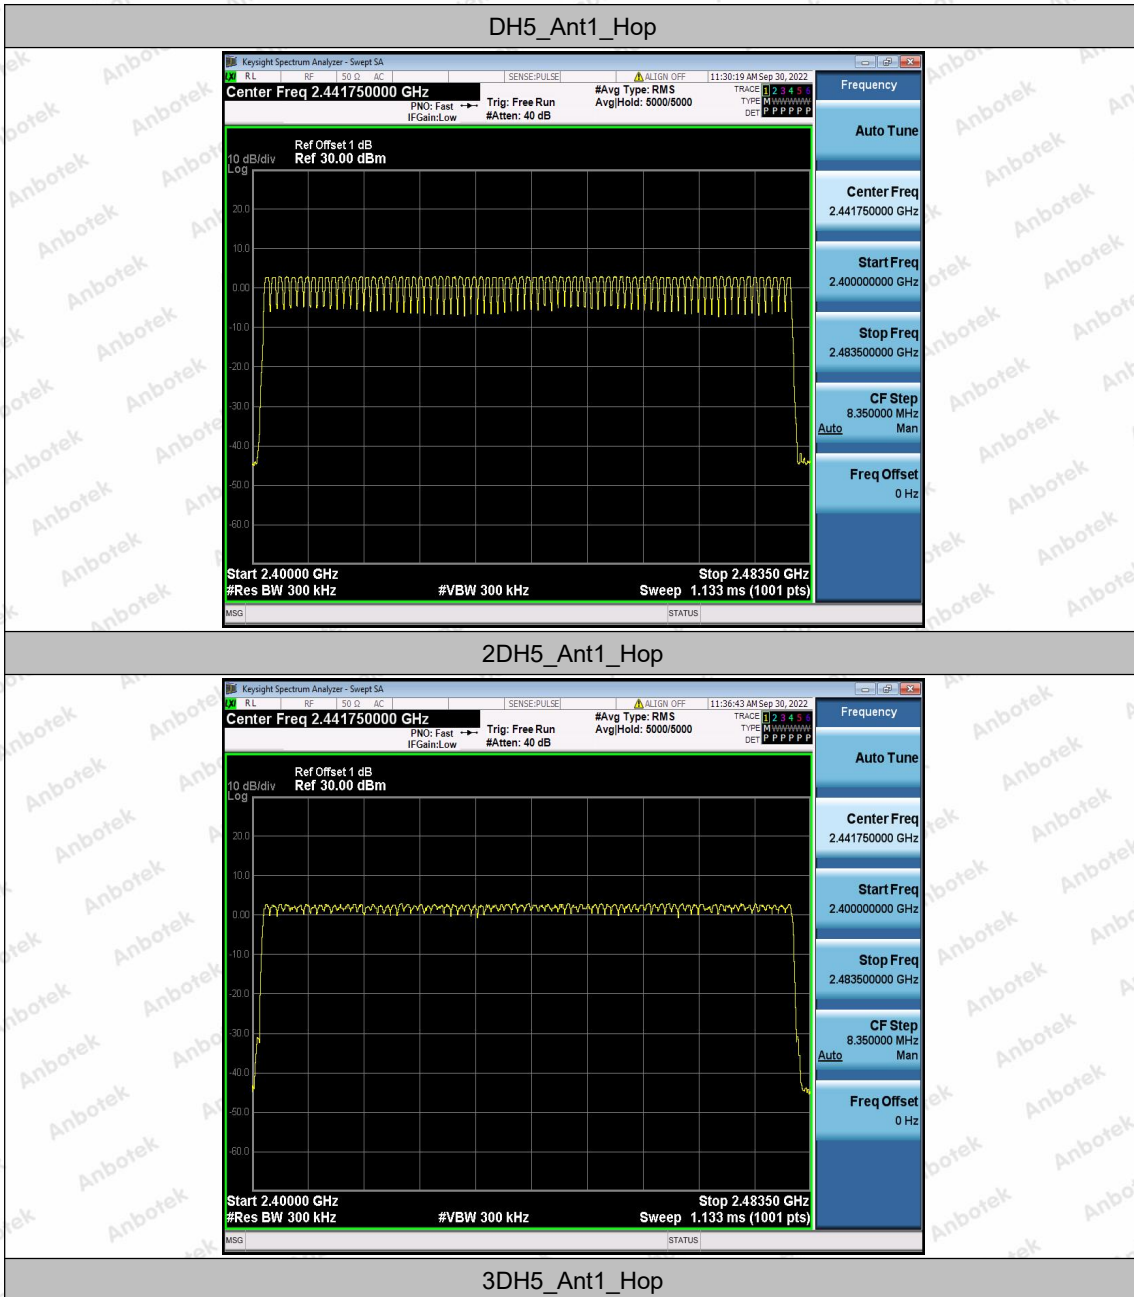 DH5_Ant1_Hop
Keysight Spectrum Analyzer - Swept SA
RL RF 50 Ω AC SENSE:PULSE ALIGN OFF 11:30:19 AM Sep 30, 2022
Center Freq 2.441750000 GHz
PNO: Fast
IFGain:Low
Trig: Free Run
#Atten: 40 dB
#Avg Type: RMS
Avg|Hold: 5000/5000
TRACE 1 2 3 4 5 6
TYPE M W W W W W
DET P P P P P P
Ref Offset 1 dB
10 dB/div Ref 30.00 dBm
Log
20.0
10.0
0.00
-10.0
-20.0
-30.0
-40.0
-50.0
-60.0
Start 2.40000 GHz Stop 2.48350 GHz
#Res BW 300 kHz #VBW 300 kHz Sweep 1.133 ms (1001 pts)
MSG STATUS
Frequency
Auto Tune
Center Freq
2.441750000 GHz
Start Freq
2.400000000 GHz
Stop Freq
2.483500000 GHz
CF Step
8.350000 MHz
Auto Man
Freq Offset
0 Hz
2DH5_Ant1_Hop
Keysight Spectrum Analyzer - Swept SA
RL RF 50 Ω AC SENSE:PULSE ALIGN OFF 11:36:43 AM Sep 30, 2022
Center Freq 2.441750000 GHz
PNO: Fast
IFGain:Low
Trig: Free Run
#Atten: 40 dB
#Avg Type: RMS
Avg|Hold: 5000/5000
TRACE 1 2 3 4 5 6
TYPE M W W W W W
DET P P P P P P
Ref Offset 1 dB
10 dB/div Ref 30.00 dBm
Log
20.0
10.0
0.00
-10.0
-20.0
-30.0
-40.0
-50.0
-60.0
Start 2.40000 GHz Stop 2.48350 GHz
#Res BW 300 kHz #VBW 300 kHz Sweep 1.133 ms (1001 pts)
MSG STATUS
Frequency
Auto Tune
Center Freq
2.441750000 GHz
Start Freq
2.400000000 GHz
Stop Freq
2.483500000 GHz
CF Step
8.350000 MHz
Auto Man
Freq Offset
0 Hz
3DH5_Ant1_Hop
Anbotek